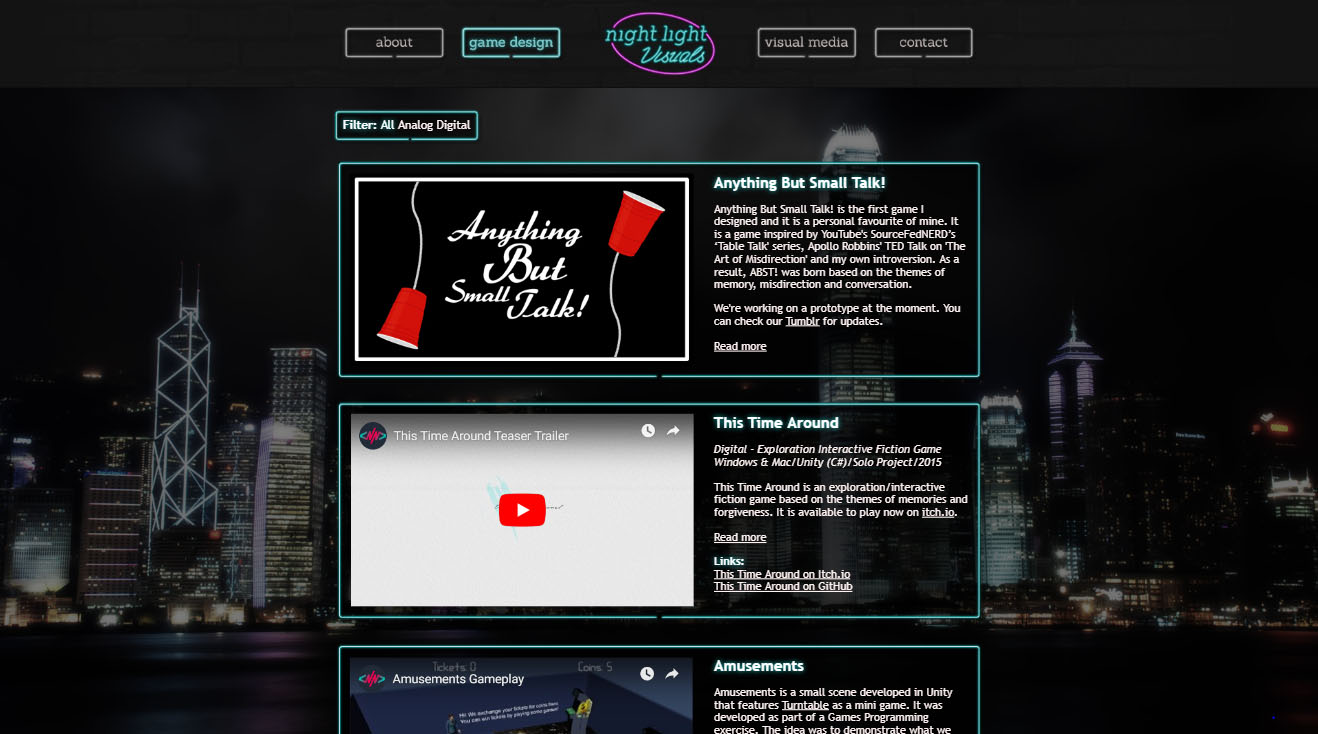 about
game design
night light
Visuals
visual media
contact
Filter: All Analog Digital
Anything
But
Small Talk!
Anything But Small Talk!
Anything But Small Talk! is the first game I
designed and it is a personal favourite of mine. It
is a game inspired by YouTube's SourceFedNERD's
'Table Talk' series, Apollo Robbins' TED Talk on 'The
Art of Misdirection' and my own introversion. As a
result, ABST! was born based on the themes of
memory, misdirection and conversation.
We're working on a prototype at the moment. You
can check our Tumblr for updates.
Read more
This Time Around Teaser Trailer
This Time Around
Digital - Exploration Interactive Fiction Game
Windows & Mac/Unity (C#)/Solo Project/2015
This Time Around is an exploration/interactive
fiction game based on the themes of memories and
forgiveness. It is available to play now on itch.io.
Read more
Links:
This Time Around on Itch.io
This Time Around on GitHub
Tickets: 0
Coins: 5
Amusements Gameplay
Hi! We exchange your tickets for coins here.
You can win tickets by playing some games!
Amusements
Amusements is a small scene developed in Unity
that features Turntable as a mini game. It was
developed as part of a Games Programming
exercise. The idea was to demonstrate what we